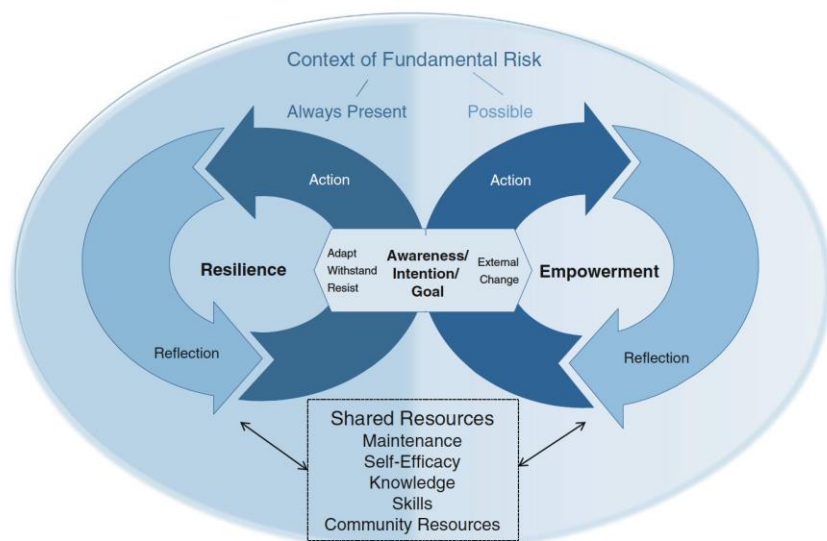 Context of Fundamental Risk
Always Present
Possible
Action
Action
Resilience
Adapt
Withstand
Resist
Awareness/
Intention/
Goal
External
Change
Empowerment
Reflection
Reflection
Shared Resources
Maintenance
Self-Efficacy
Knowledge
Skills
Community Resources